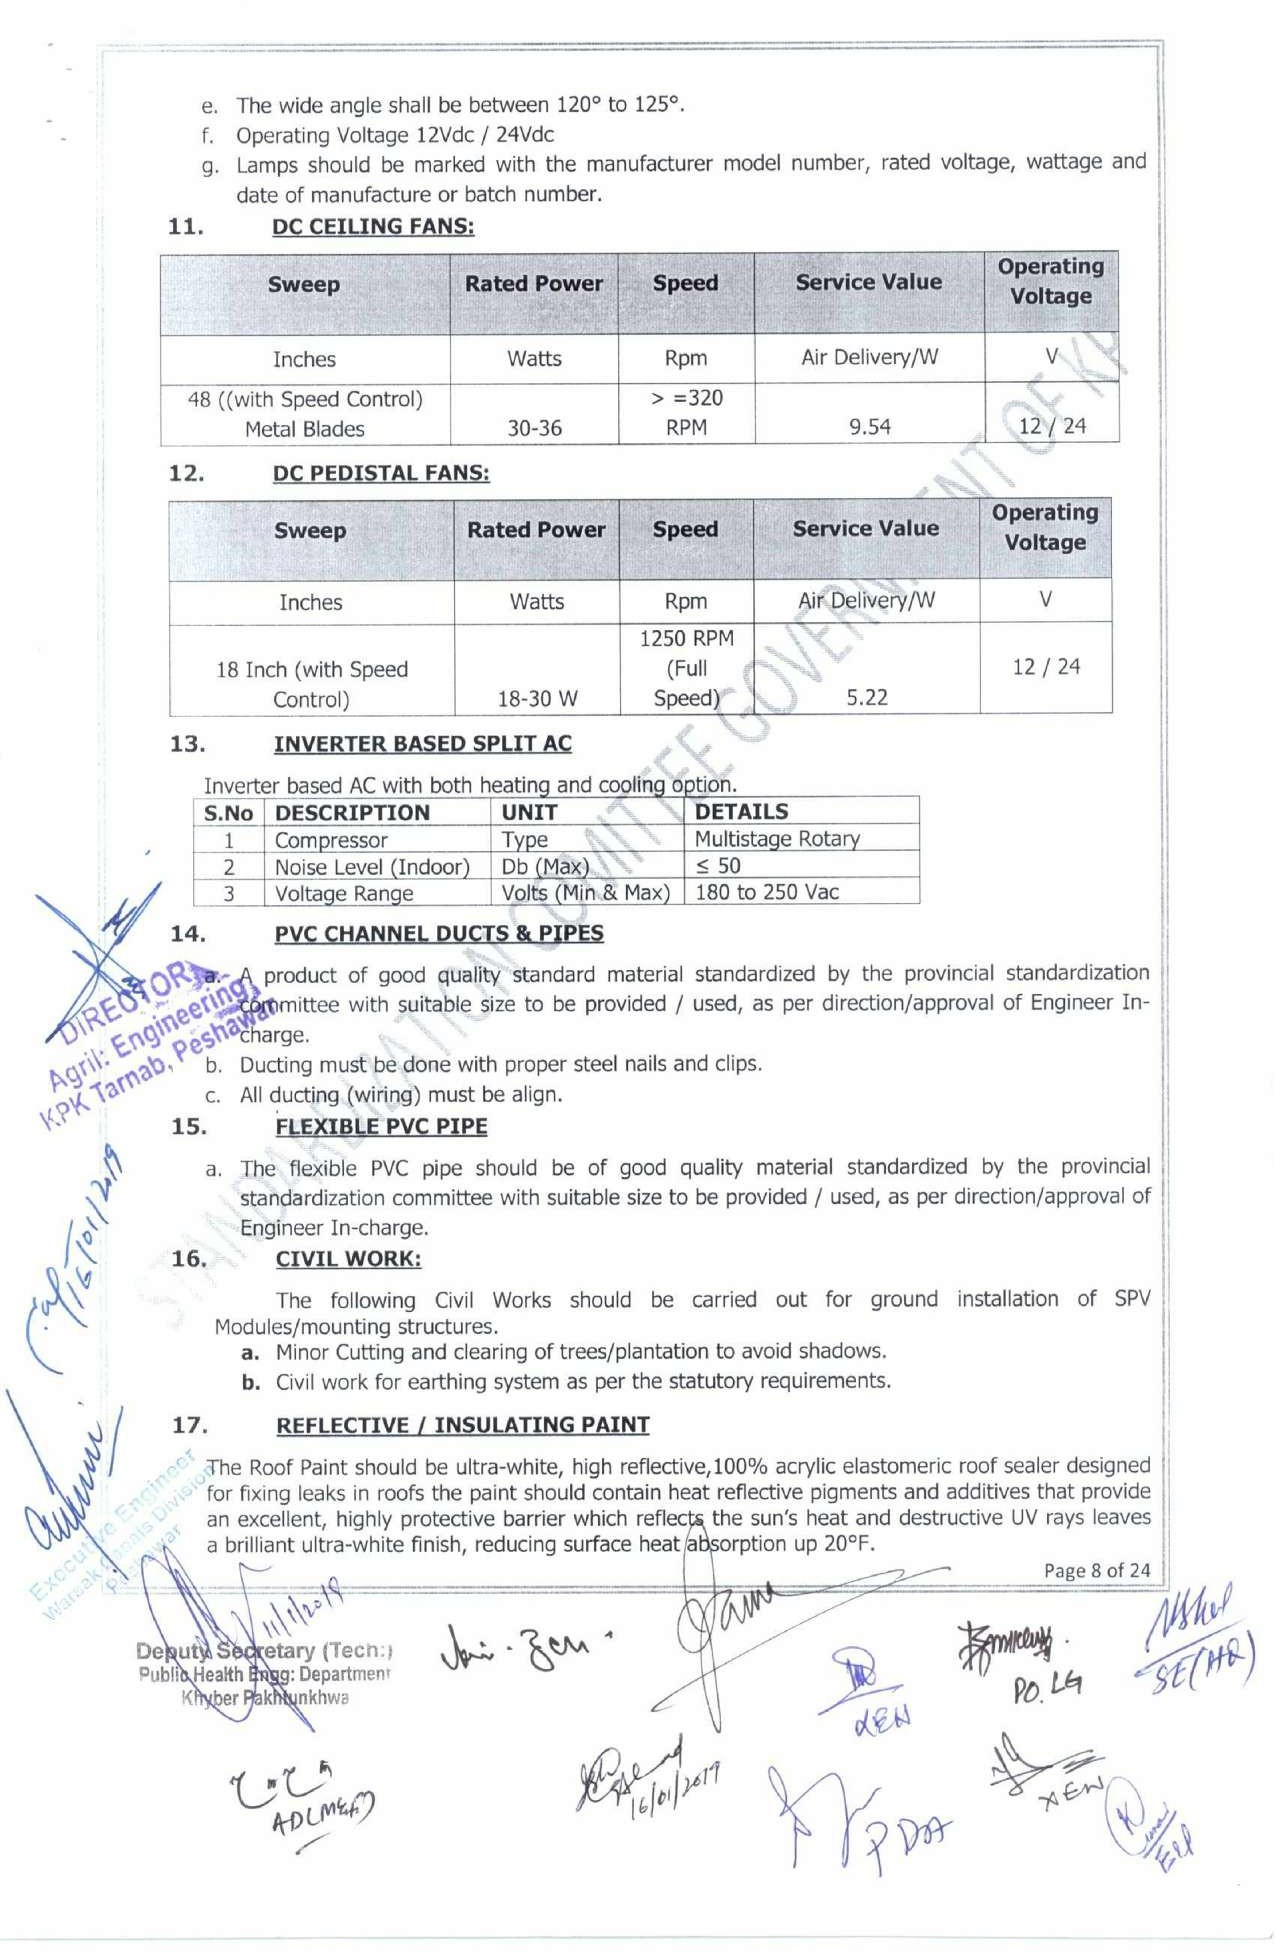 e. The wide angle shall be between 120° to 125°.
f. Operating Voltage 12Vdc / 24Vdc
g. Lamps should be marked with the manufacturer model number, rated voltage, wattage and
date of manufacture or batch number.
11. DC CEILING FANS:
Sweep Rated Power Speed Service Value Operating
Voltage
Inches Watts Rpm Air Delivery/W V
48 ((with Speed Control) > =320
Metal Blades 30-36 RPM 9.54 12 / 24
12. DC PEDISTAL FANS:
Sweep Rated Power Speed Service Value Operating
Voltage
Inches Watts Rpm Air Delivery/W V
1250 RPM
18 Inch (with Speed (Full 12 / 24
Control) 18-30 W Speed) 5.22
13. INVERTER BASED SPLIT AC
Inverter based AC with both heating and cooling option.
S.No DESCRIPTION UNIT DETAILS
1 Compressor Type Multistage Rotary
2 Noise Level (Indoor) Db (Max) ≤ 50
3 Voltage Range Volts (Min & Max) 180 to 250 Vac
14. PVC CHANNEL DUCTS & PIPES
a. A product of good quality standard material standardized by the provincial standardization
committee with suitable size to be provided / used, as per direction/approval of Engineer In-
charge.
b. Ducting must be done with proper steel nails and clips.
c. All ducting (wiring) must be align.
15. FLEXIBLE PVC PIPE
a. The flexible PVC pipe should be of good quality material standardized by the provincial
standardization committee with suitable size to be provided / used, as per direction/approval of
Engineer In-charge.
16. CIVIL WORK:
The following Civil Works should be carried out for ground installation of SPV
Modules/mounting structures.
a. Minor Cutting and clearing of trees/plantation to avoid shadows.
b. Civil work for earthing system as per the statutory requirements.
17. REFLECTIVE / INSULATING PAINT
The Roof Paint should be ultra-white, high reflective,100% acrylic elastomeric roof sealer designed
for fixing leaks in roofs the paint should contain heat reflective pigments and additives that provide
an excellent, highly protective barrier which reflects the sun's heat and destructive UV rays leaves
a brilliant ultra-white finish, reducing surface heat absorption up 20°F.
Page 8 of 24
STANDARDIZATION COMMITTEE GOVERNMENT OF KP
DIRECTOR
Agril: Engineering
KPK Tarnab, Peshawar
16/01/2019
Executive Engineer
Warsak Canals Division
Peshawar
11/1/2019
Deputy Secretary (Tech:)
Public Health Engg: Department
Khyber Pakhtunkhwa
XEN
PO. LG
SE(HQ)
16/01/2019
PDA
XEN